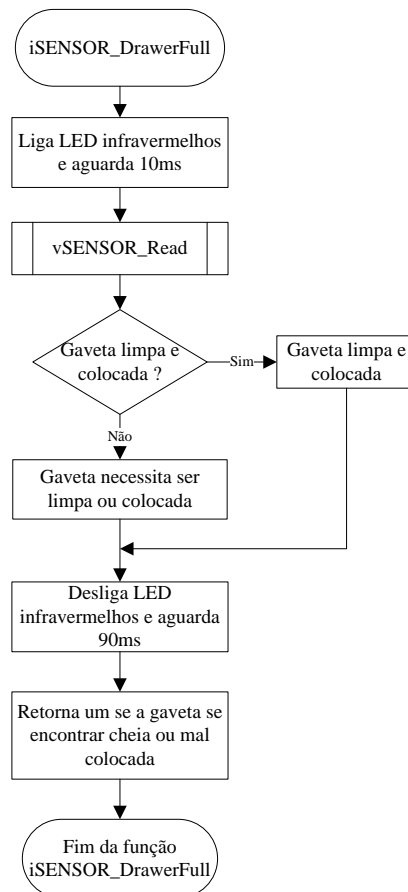 iSENSOR_DrawerFull
Liga LED infravermelhos
e aguarda 10ms
vSENSOR_Read
Gaveta limpa e
colocada ?
Sim
Gaveta limpa e
colocada
Não
Gaveta necessita ser
limpa ou colocada
Desliga LED
infravermelhos e aguarda
90ms
Retorna um se a gaveta se
encontrar cheia ou mal
colocada
Fim da função
iSENSOR_DrawerFull